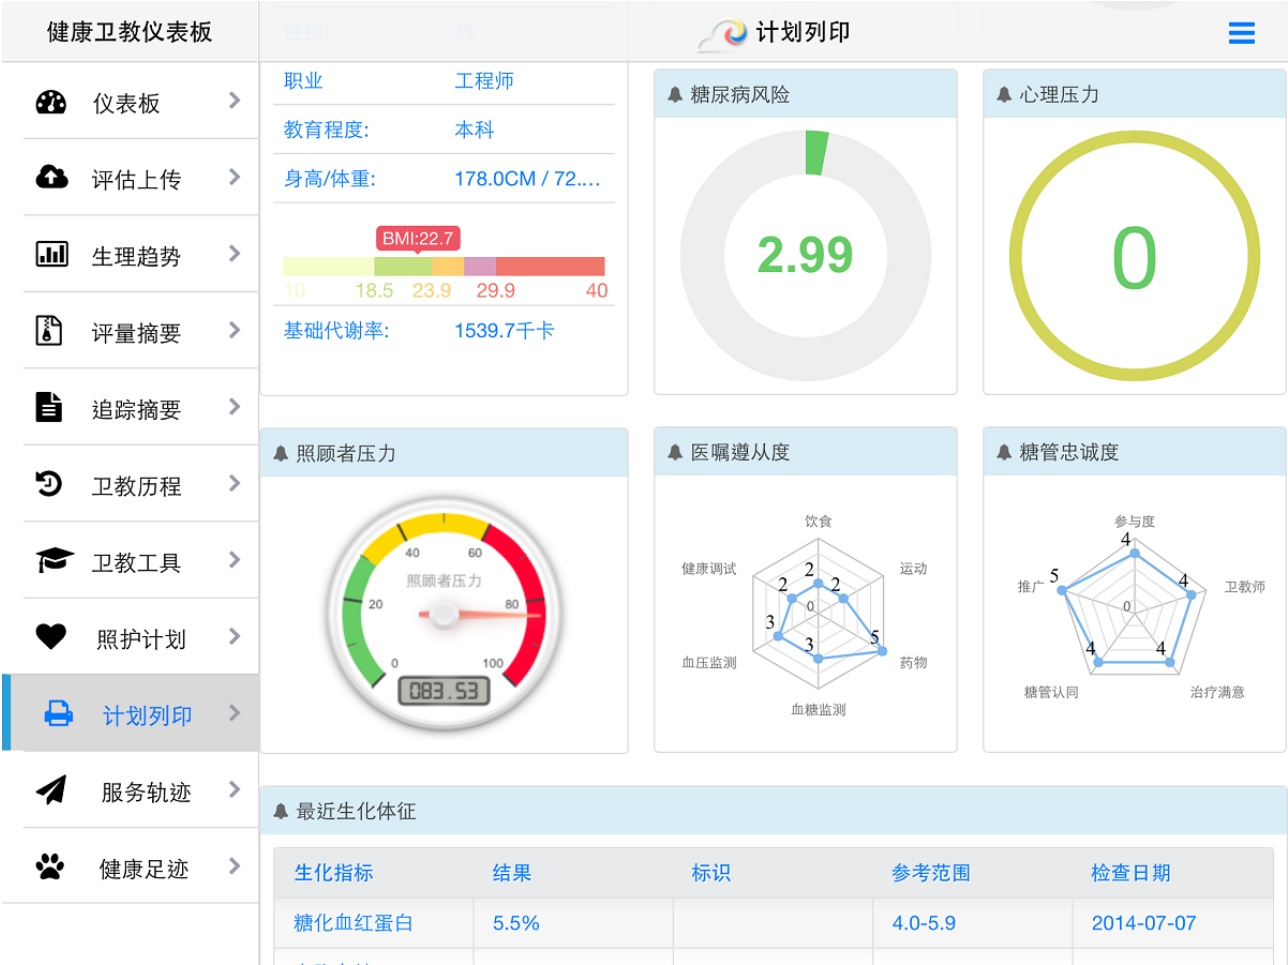 健康卫教仪表板
仪表板
评估上传
生理趋势
评量摘要
追踪摘要
卫教历程
卫教工具
照护计划
计划列印
服务轨迹
健康足迹
计划列印
性别: 男
职业 工程师
教育程度: 本科
身高/体重: 178.0CM / 72....
BMI:22.7
10 18.5 23.9 29.9 40
基础代谢率: 1539.7千卡
糖尿病风险
2.99
心理压力
0
照顾者压力
40 60
照顾者压力
20 80
0 100
083.53
医嘱遵从度
饮食
健康调试 2 运动
2 2
0
3 5
3
血压监测 药物
血糖监测
糖管忠诚度
参与度
4
推广 5 4 卫教师
0
4 4
糖管认同 治疗满意
最近生化体征
生化指标 结果 标识 参考范围 检查日期
糖化血红蛋白 5.5% 4.0-5.9 2014-07-07